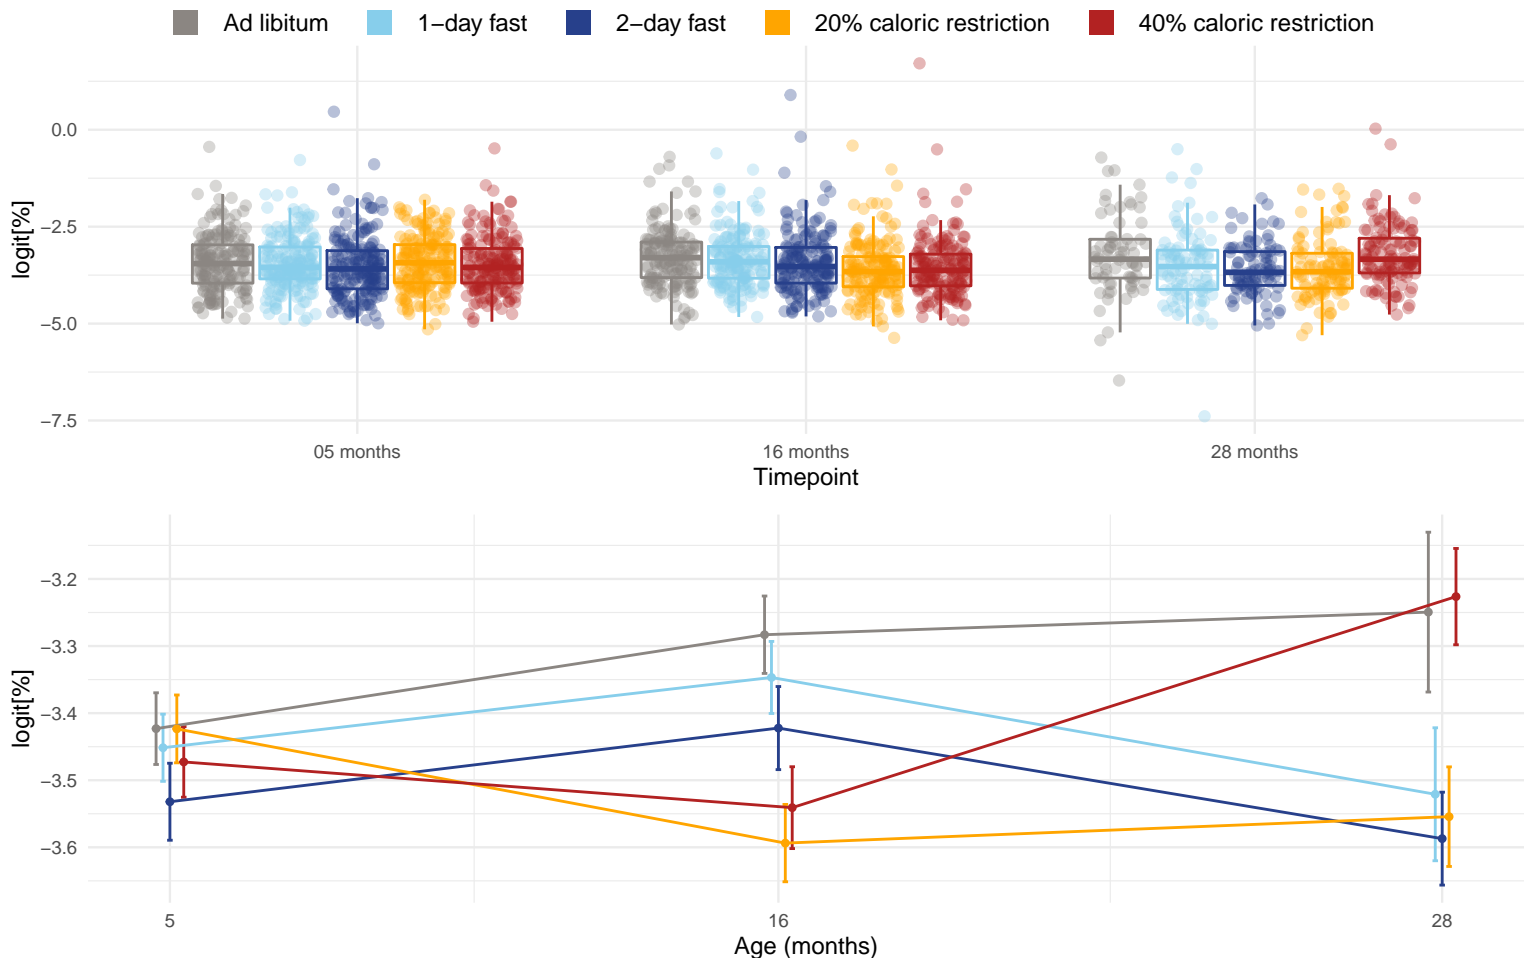 Ad libitum 1−day fast 2−day fast 20% caloric restriction 40% caloric restriction
logit[%]
0.0
−2.5
−5.0
−7.5
05 months 16 months 28 months
Timepoint
logit[%]
−3.2
−3.3
−3.4
−3.5
−3.6
5 16 28
Age (months)